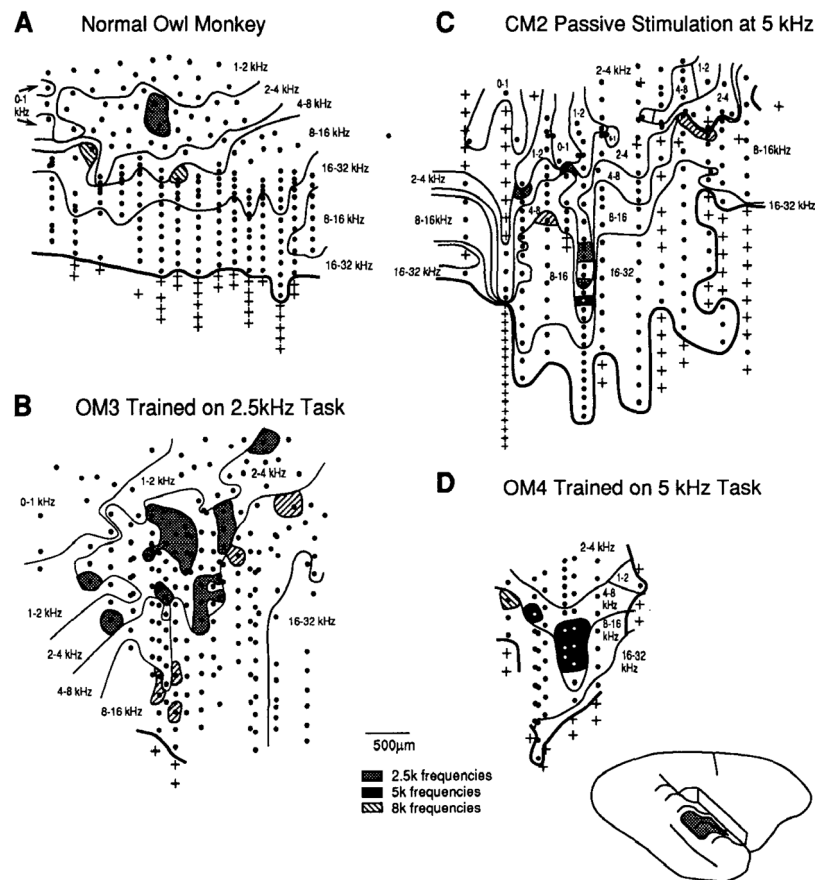 A Normal Owl Monkey
1-2 kHz
2-4 kHz
4-8 kHz
0-1
kHz
8-16 kHz
16-32 kHz
8-16 kHz
16-32 kHz
B OM3 Trained on 2.5kHz Task
1-2 kHz
2-4 kHz
0-1 kHz
1-2 kHz
2-4 kHz
4-8 kHz
8-16 kHz
16-32 kHz
C CM2 Passive Stimulation at 5 kHz
2-4 kHz
1-2
4-8
2-4
0-1
1-2
1-2
0-1
2-4
8-16kHz
2-4 kHz
4-8
4-8
8-16kHz
8-16
16-32 kHz
16-32 kHz
8-16
16-32
D OM4 Trained on 5 kHz Task
2-4 kHz
1-2
4-8
kHz
8-16
kHz
16-32
kHz
500µm
2.5k frequencies
5k frequencies
8k frequencies